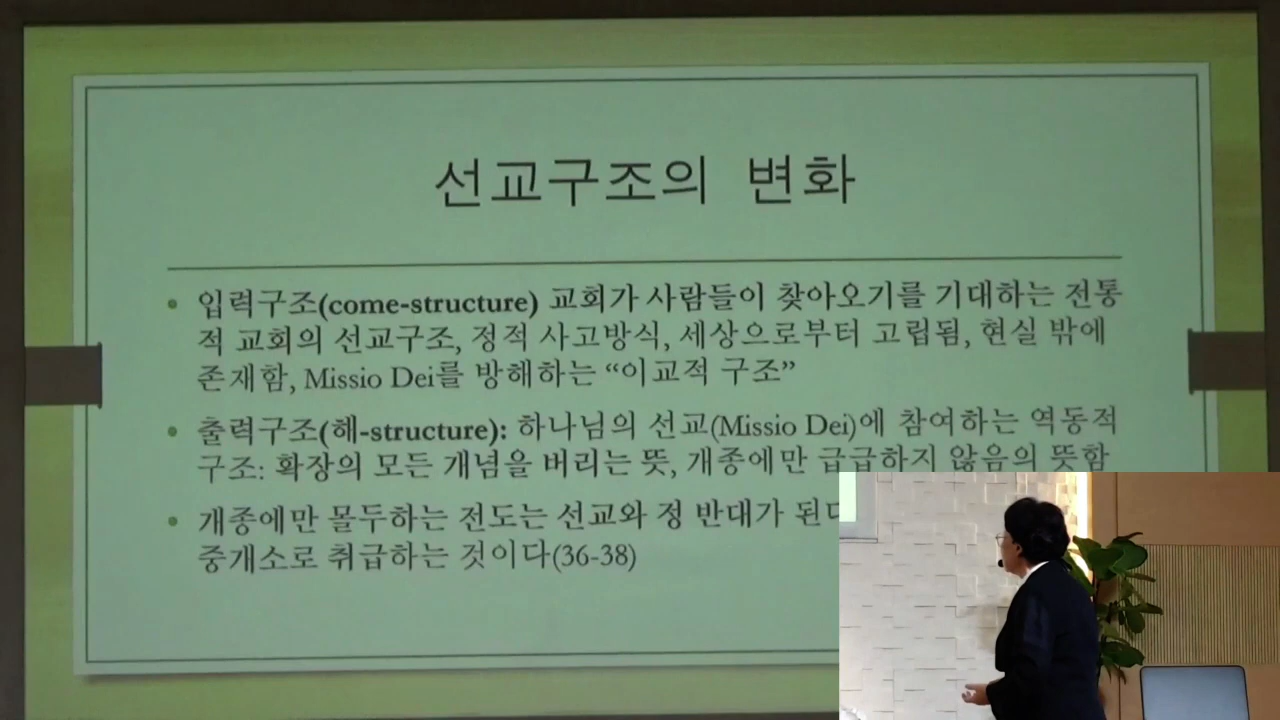 선교구조의 변화
• 입력구조(come-structure) 교회가 사람들이 찾아오기를 기대하는 전통
적 교회의 선교구조, 정적 사고방식, 세상으로부터 고립됨, 현실 밖에
존재함, Missio Dei를 방해하는 “이교적 구조”
• 출력구조(해-structure): 하나님의 선교(Missio Dei)에 참여하는 역동적
구조: 확장의 모든 개념을 버리는 뜻, 개종에만 급급하지 않음의 뜻함
• 개종에만 몰두하는 전도는 선교와 정 반대가 된다
중개소로 취급하는 것이다(36-38)